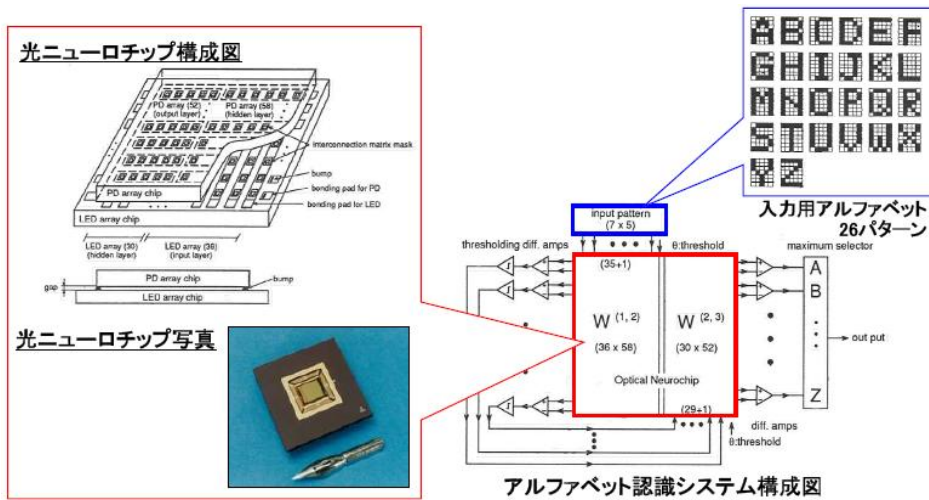 光ニューロチップ構成図
PD array (52)
(output layer)
PD array (58)
(hidden layer)
interconnection matrix mask
bump
bonding pad for PD
bonding pad for LED
PD array chip
LED array chip
LED array (30)
(hidden layer)
LED array (36)
(input layer)
PD array chip
gap
bump
LED array chip
光ニューロチップ写真
A B C D E F
G H I J K L
M N O P Q R
S T U V W X
Y Z
入力用アルファベット
26パターン
input pattern
(7 x 5)
thresholding diff. amps
θ:threshold
maximum selector
(35+1)
A
B
W (1, 2)
W (2, 3)
(36 x 58)
(30 x 52)
out put
Optical Neurochip
Z
(29+1)
diff. amps
θ:threshold
アルファベット認識システム構成図